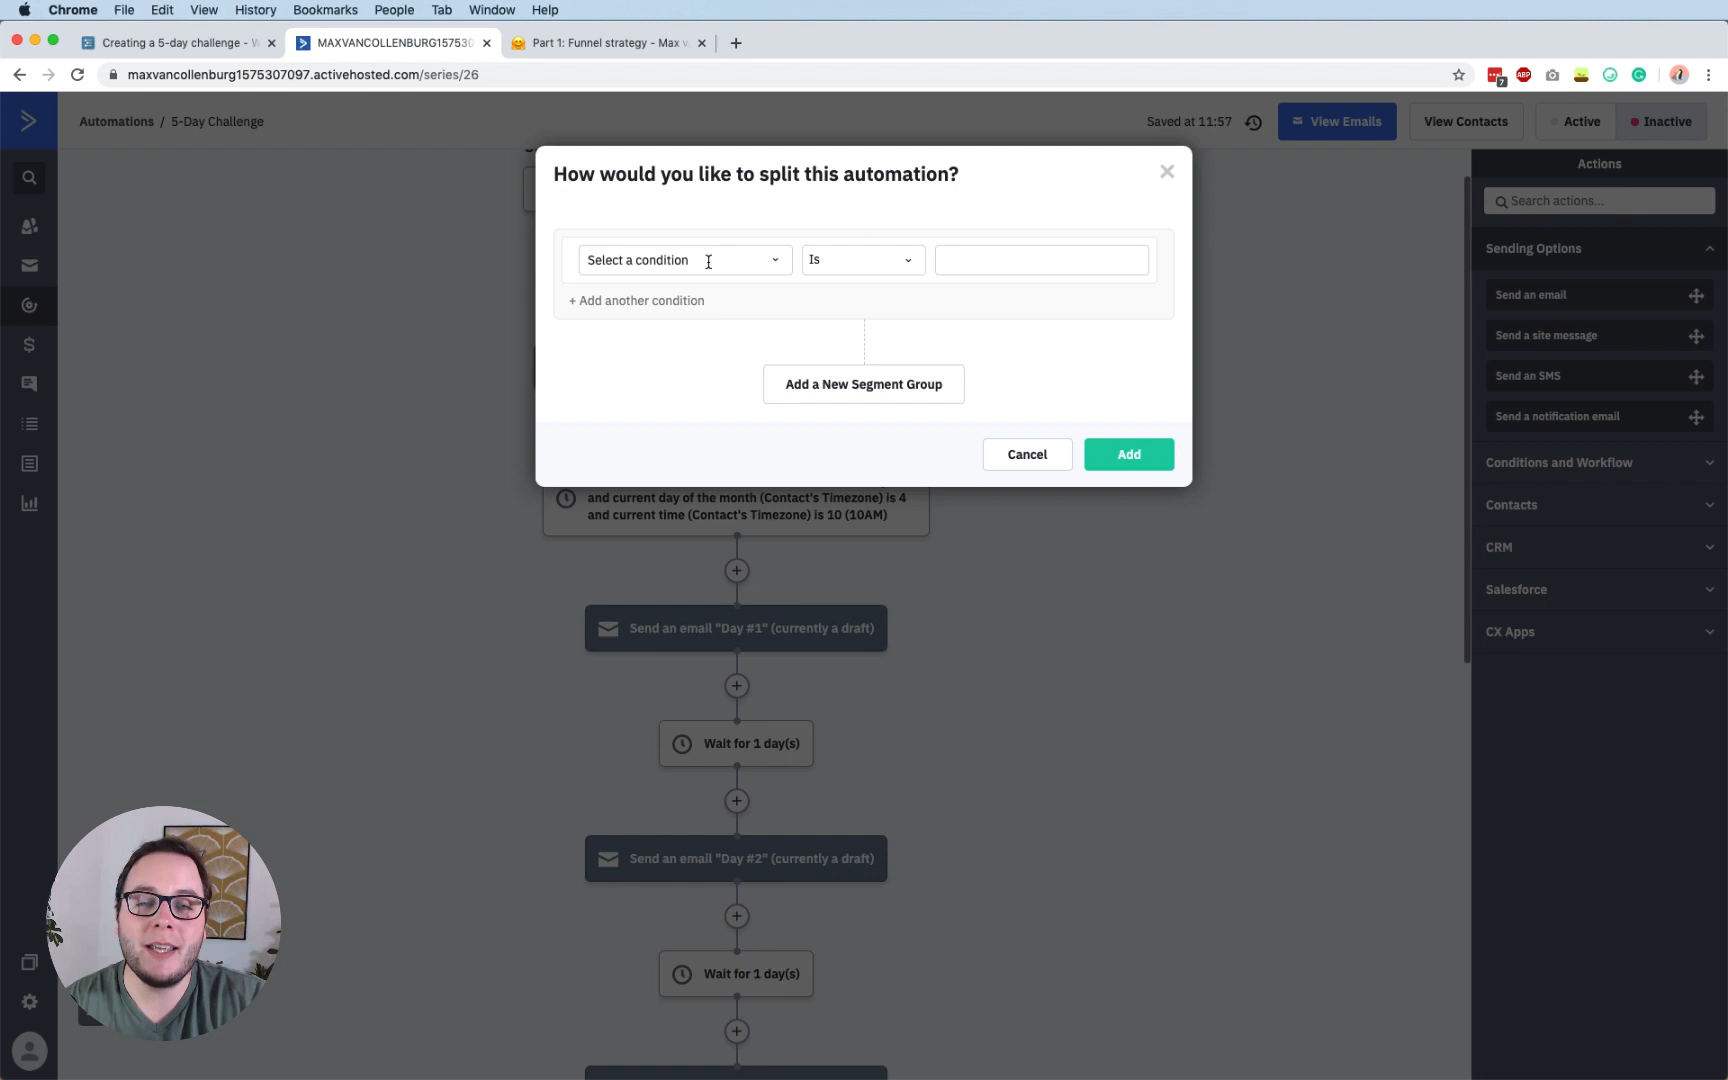 Chrome File Edit View History Bookmarks People Tab Window Help
Creating a 5-day challenge - W
MAXVANCOLLENBURG157530
Part 1: Funnel strategy - Max v
maxvancollenburg1575307097.activehosted.com/series/26
7
ABP
Automations / 5-Day Challenge
Saved at 11:57
View Emails
View Contacts
Active
Inactive
How would you like to split this automation?
Select a condition
Is
+ Add another condition
Add a New Segment Group
Cancel
Add
and current day of the month (Contact's Timezone) is 4
and current time (Contact's Timezone) is 10 (10AM)
Send an email "Day #1" (currently a draft)
Wait for 1 day(s)
Send an email "Day #2" (currently a draft)
Wait for 1 day(s)
Actions
Search actions...
Sending Options
Send an email
Send a site message
Send an SMS
Send a notification email
Conditions and Workflow
Contacts
CRM
Salesforce
CX Apps